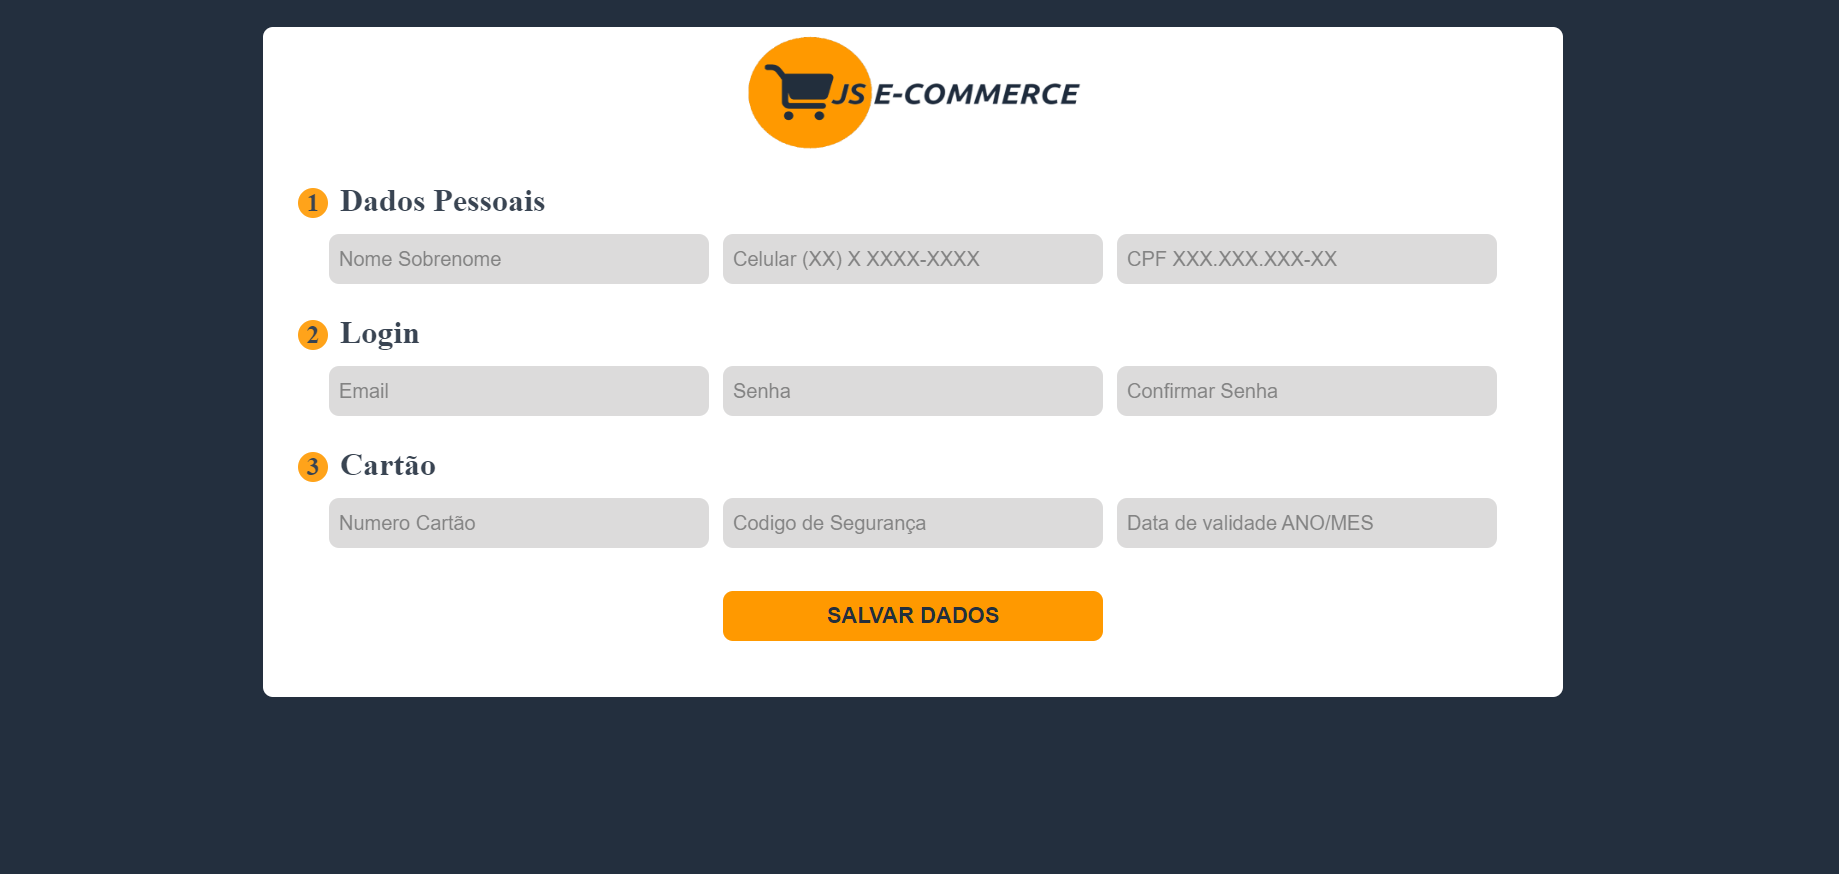 JS E-COMMERCE
1 Dados Pessoais
Nome Sobrenome Celular (XX) X XXXX-XXXX CPF XXX.XXX.XXX-XX
2 Login
Email Senha Confirmar Senha
3 Cartão
Numero Cartão Codigo de Segurança Data de validade ANO/MES
SALVAR DADOS